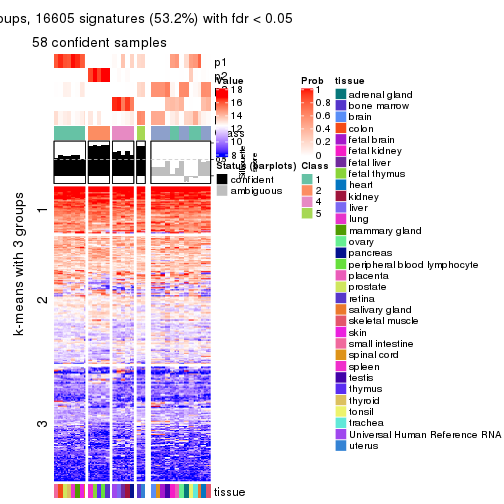 oups, 16605 signatures (53.2%) with fdr < 0.05
58 confident samples
p1
p2
Value
18
16
14
12
10
8
6
Prob
1
0.8
0.6
0.4
0.2
0
Status (barplots)
confident
ambiguous
Class
1
2
4
5
Silhouette
score
k-means with 3 groups
1
2
3
tissue
tissue
adrenal gland
bone marrow
brain
colon
fetal brain
fetal kidney
fetal liver
fetal thymus
heart
kidney
liver
lung
mammary gland
ovary
pancreas
peripheral blood lymphocyte
placenta
prostate
retina
salivary gland
skeletal muscle
skin
small intestine
spinal cord
spleen
testis
thymus
thyroid
tonsil
trachea
Universal Human Reference RNA
uterus